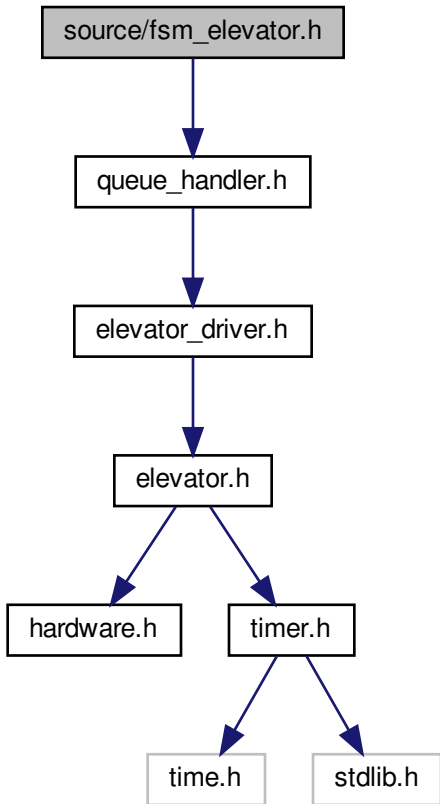 source/fsm_elevator.h
queue_handler.h
elevator_driver.h
elevator.h
hardware.h
timer.h
time.h
stdlib.h